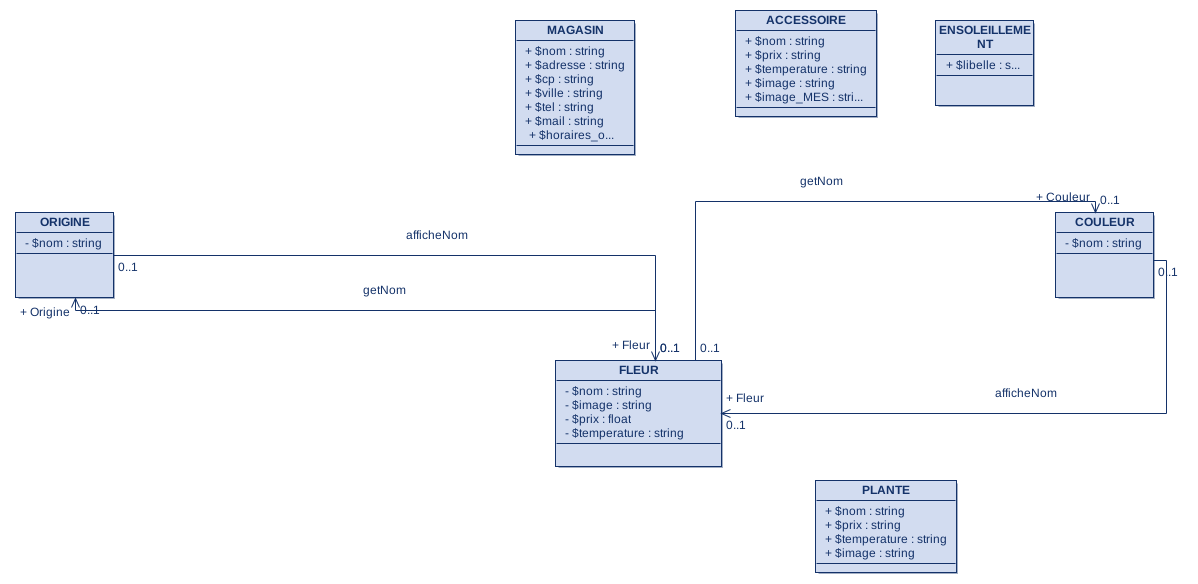 MAGASIN
+ $nom : string
+ $adresse : string
+ $cp : string
+ $ville : string
+ $tel : string
+ $mail : string
+ $horaires_o...
ACCESSOIRE
+ $nom : string
+ $prix : string
+ $temperature : string
+ $image : string
+ $image_MES : stri...
ENSOLEILLEME
NT
+ $libelle : s...
getNom
+ Couleur 0..1
ORIGINE
- $nom : string
0..1
+ Origine 0..1
afficheNom
getNom
COULEUR
- $nom : string
0..1
+ Fleur 0..1
0..1
FLEUR
- $nom : string
- $image : string
- $prix : float
- $temperature : string
+ Fleur
0..1
afficheNom
PLANTE
+ $nom : string
+ $prix : string
+ $temperature : string
+ $image : string